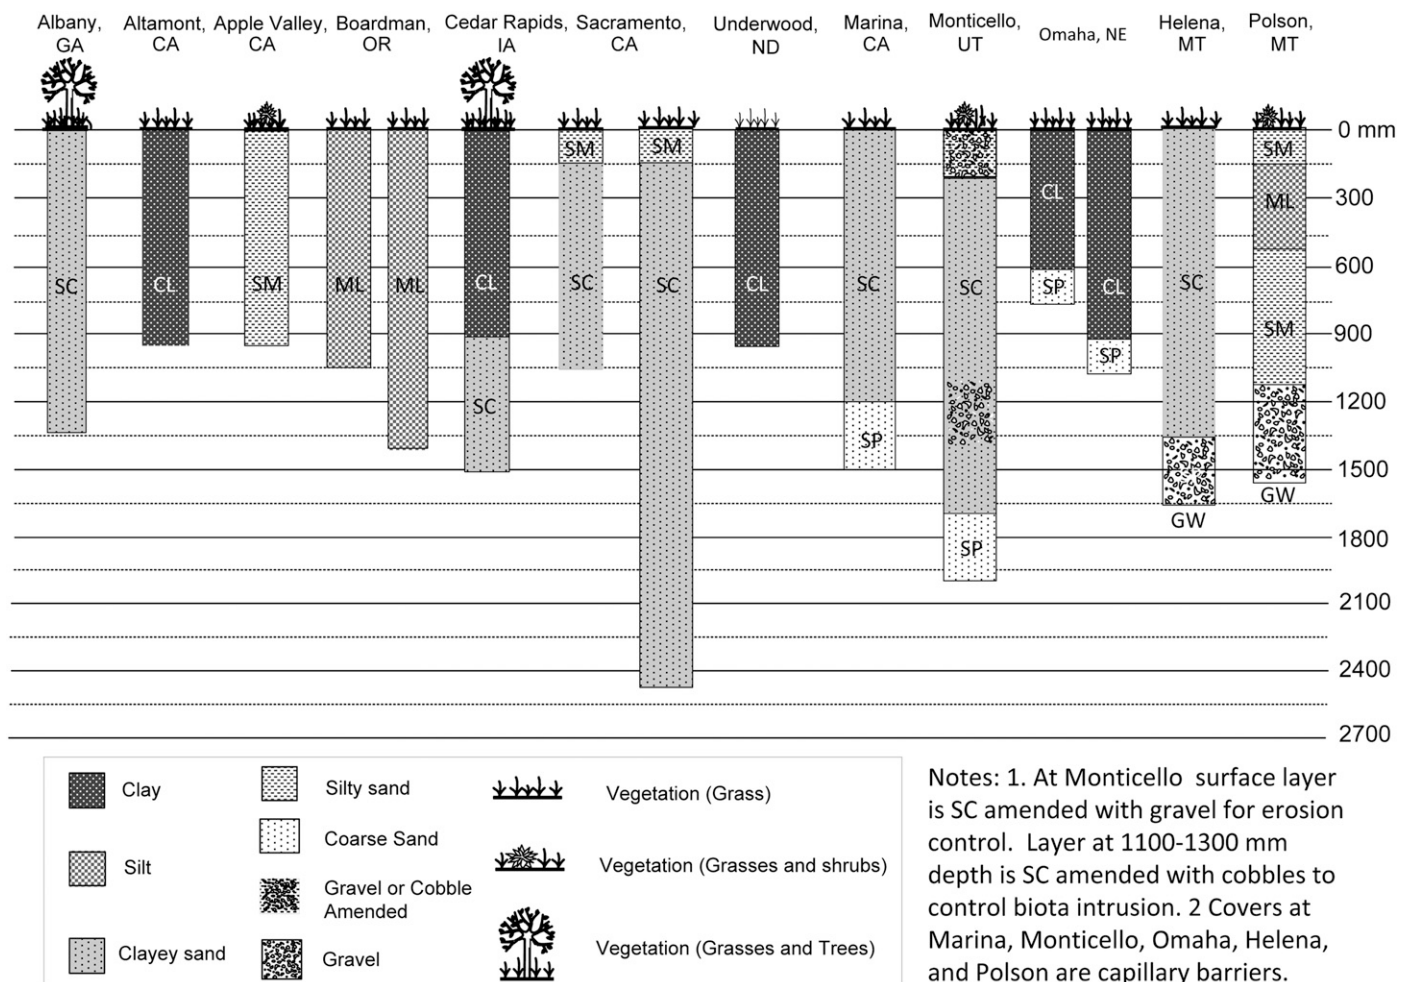 Albany, GA
Altamont, CA
Apple Valley, CA
Boardman, OR
Cedar Rapids, IA
Sacramento, CA
Underwood, ND
Marina, CA
Monticello, UT
Omaha, NE
Helena, MT
Polson, MT
0 mm
300
600
900
1200
1500
1800
2100
2400
2700
SC
CL
SM
ML
ML
CL
SC
SM
SC
SM
SC
CL
SC
SP
SC
SP
CL
SP
CL
SP
SC
GW
SM
ML
SM
GW
Clay
Silt
Clayey sand
Silty sand
Coarse Sand
Gravel or Cobble
Amended
Gravel
Vegetation (Grass)
Vegetation (Grasses and shrubs)
Vegetation (Grasses and Trees)
Notes: 1. At Monticello surface layer
is SC amended with gravel for erosion
control. Layer at 1100-1300 mm
depth is SC amended with cobbles to
control biota intrusion. 2 Covers at
Marina, Monticello, Omaha, Helena,
and Polson are capillary barriers.